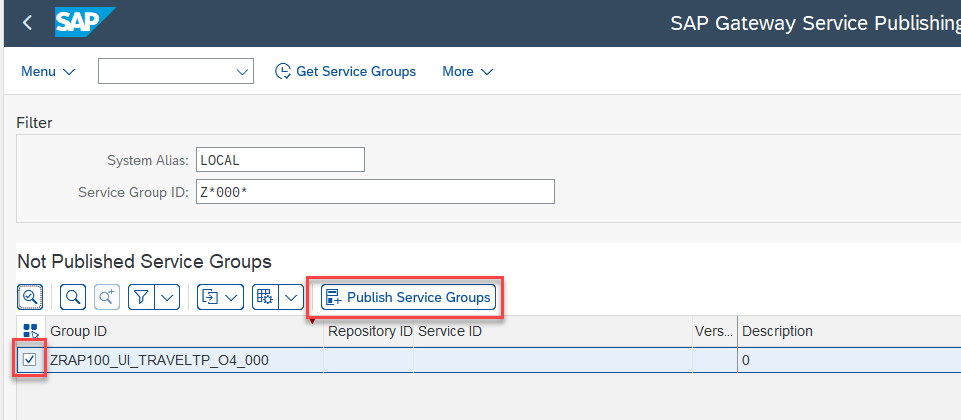 SAP SAP Gateway Service Publishing
Menu Get Service Groups More
Filter
System Alias: LOCAL
Service Group ID: Z*000*
Not Published Service Groups
Publish Service Groups
Group ID Repository ID Service ID Vers... Description
ZRAP100_UI_TRAVELTP_O4_000 0